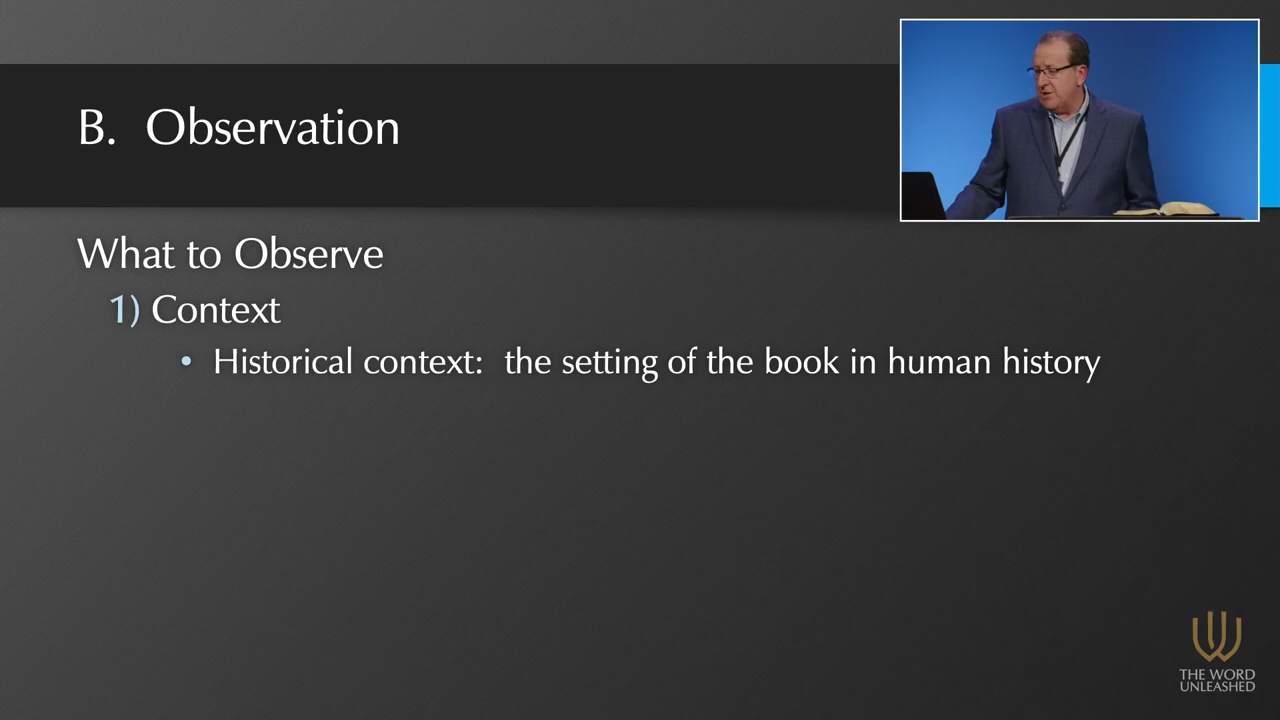 B. Observation
What to Observe
1) Context
• Historical context: the setting of the book in human history
THE WORD
UNLEASHED